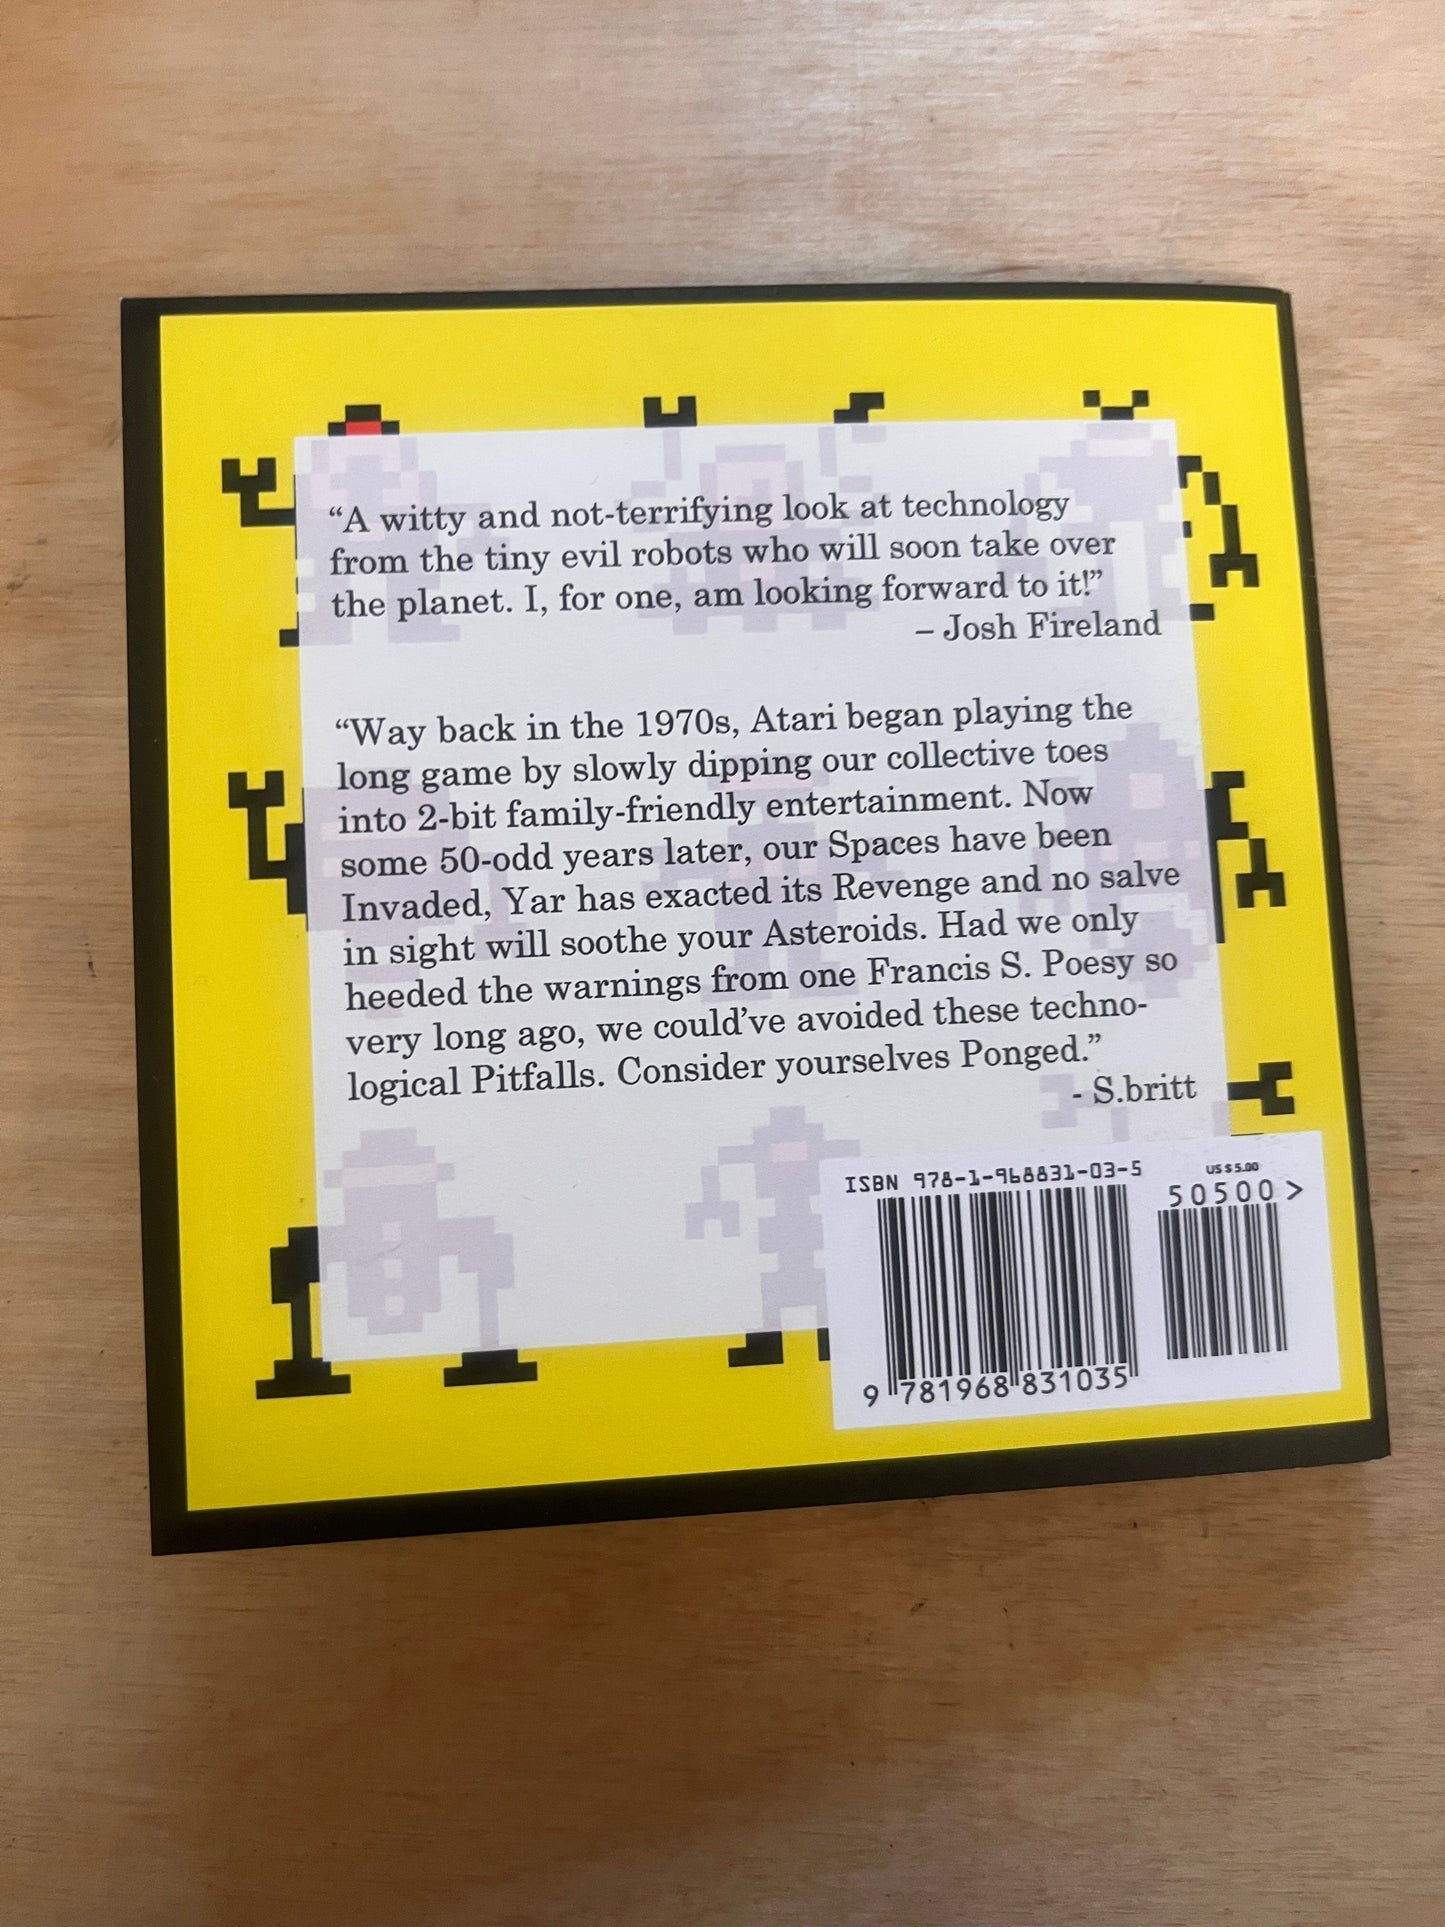 “A witty and not-terrifying look at technology
from the tiny evil robots who will soon take over
the planet. I, for one, am looking forward to it!”
– Josh Fireland
“Way back in the 1970s, Atari began playing the
long game by slowly dipping our collective toes
into 2-bit family-friendly entertainment. Now
some 50-odd years later, our Spaces have been
Invaded, Yar has exacted its Revenge and no salve
in sight will soothe your Asteroids. Had we only
heeded the warnings from one Francis S. Poesy so
very long ago, we could’ve avoided these techno-
logical Pitfalls. Consider yourselves Ponged.”
- S.britt
ISBN 978-1-968831-03-5
US $ 5.00
50500>
9 781968 831035